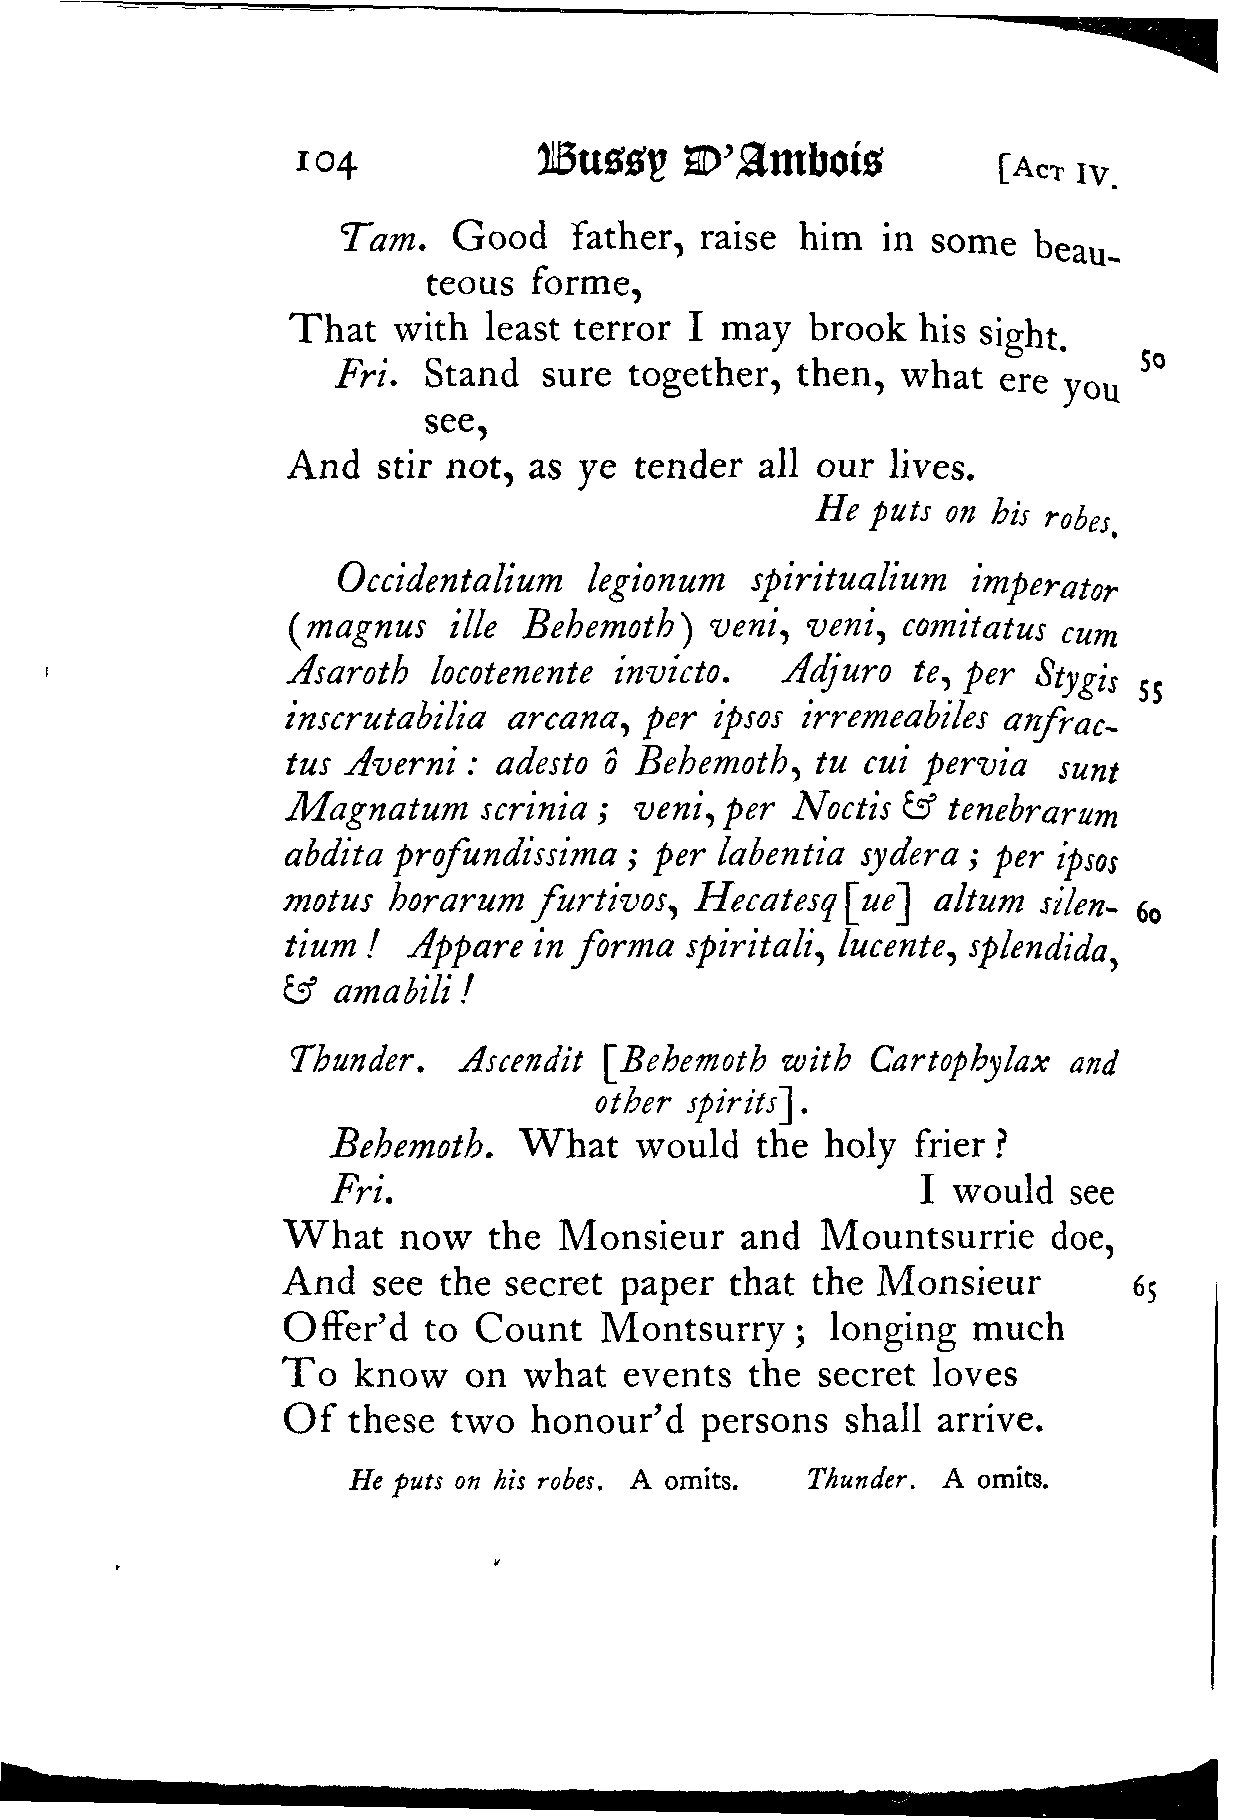 104 Bussy D'Ambois [ACT IV.
Tam. Good father, raise him in some beau-
teous forme,
That with least terror I may brook his sight.
Fri. Stand sure together, then, what ere you 50
see,
And stir not, as ye tender all our lives.
He puts on his robes.
Occidentalium legionum spiritualium imperator
(magnus ille Behemoth) veni, veni, comitatus cum
Asaroth locotenente invicto. Adjuro te, per Stygis 55
inscrutabilia arcana, per ipsos irremeabiles anfrac-
tus Averni : adesto ô Behemoth, tu cui pervia sunt
Magnatum scrinia ; veni, per Noctis & tenebrarum
abdita profundissima ; per labentia sydera ; per ipsos
motus horarum furtivos, Hecatesq[ue] altum silen- 60
tium ! Appare in forma spiritali, lucente, splendida,
& amabili !
Thunder. Ascendit [Behemoth with Cartophylax and
other spirits].
Behemoth. What would the holy frier ?
Fri. I would see
What now the Monsieur and Mountsurrie doe,
And see the secret paper that the Monsieur 65
Offer'd to Count Montsurry ; longing much
To know on what events the secret loves
Of these two honour'd persons shall arrive.
He puts on his robes. A omits. Thunder. A omits.